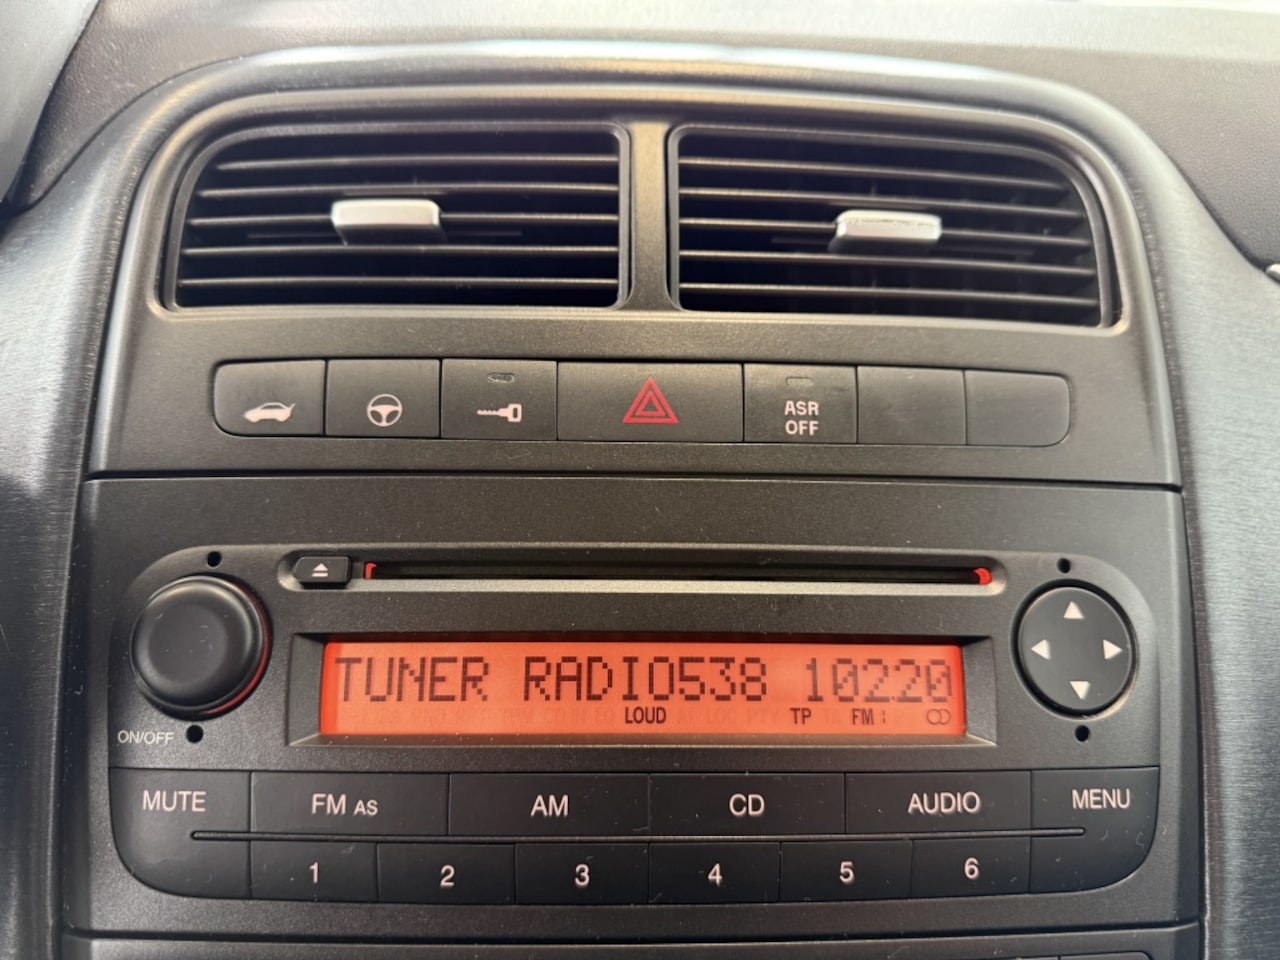 ASR
OFF
TUNER RADIO538 10220
LOUD TP FM I
ON/OFF
MUTE FM AS AM CD AUDIO MENU
1 2 3 4 5 6